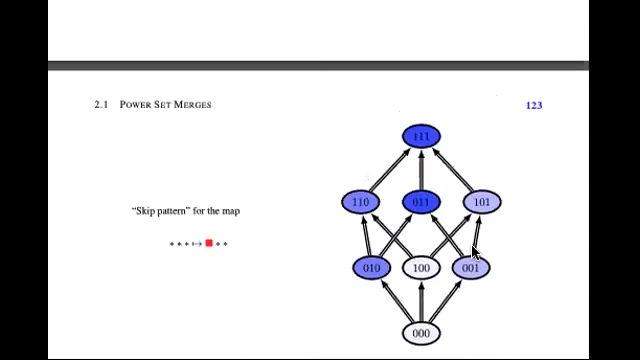 2.1 POWER SET MERGES 123
111
110 011 101
"Skip pattern" for the map
* * * ↦ ■ * *
010 100 001
000